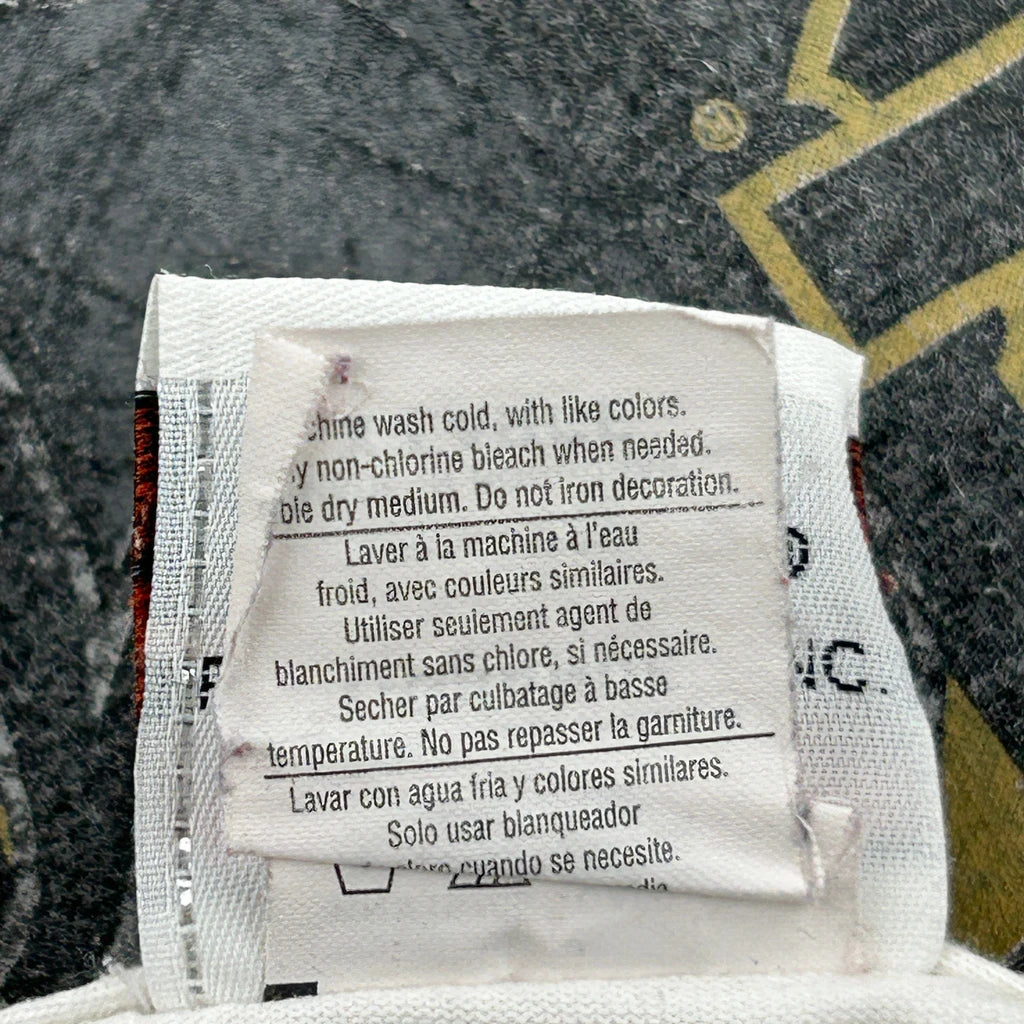 chine wash cold, with like colors.
y non-chlorine bleach when needed.
ble dry medium. Do not iron decoration.
Laver à la machine à l'eau
froid, avec couleurs similaires.
Utiliser seulement agent de
blanchiment sans chlore, si nécessaire.
Secher par culbatage à basse
temperature. No pas repasser la garniture.
Lavar con agua fria y colores similares.
Solo usar blanqueador
cuando se necesite.
NC.